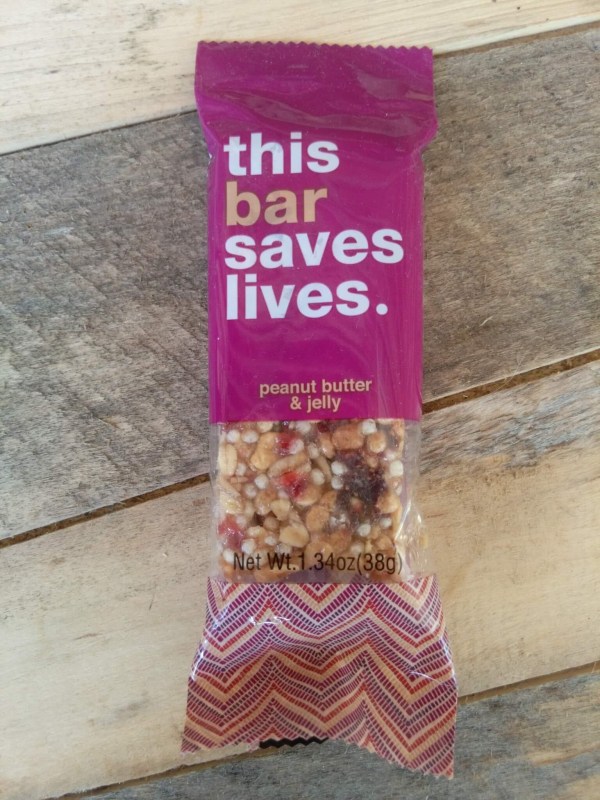 this
bar
saves
lives.
peanut butter
& jelly
Net Wt.1.34oz(38g)